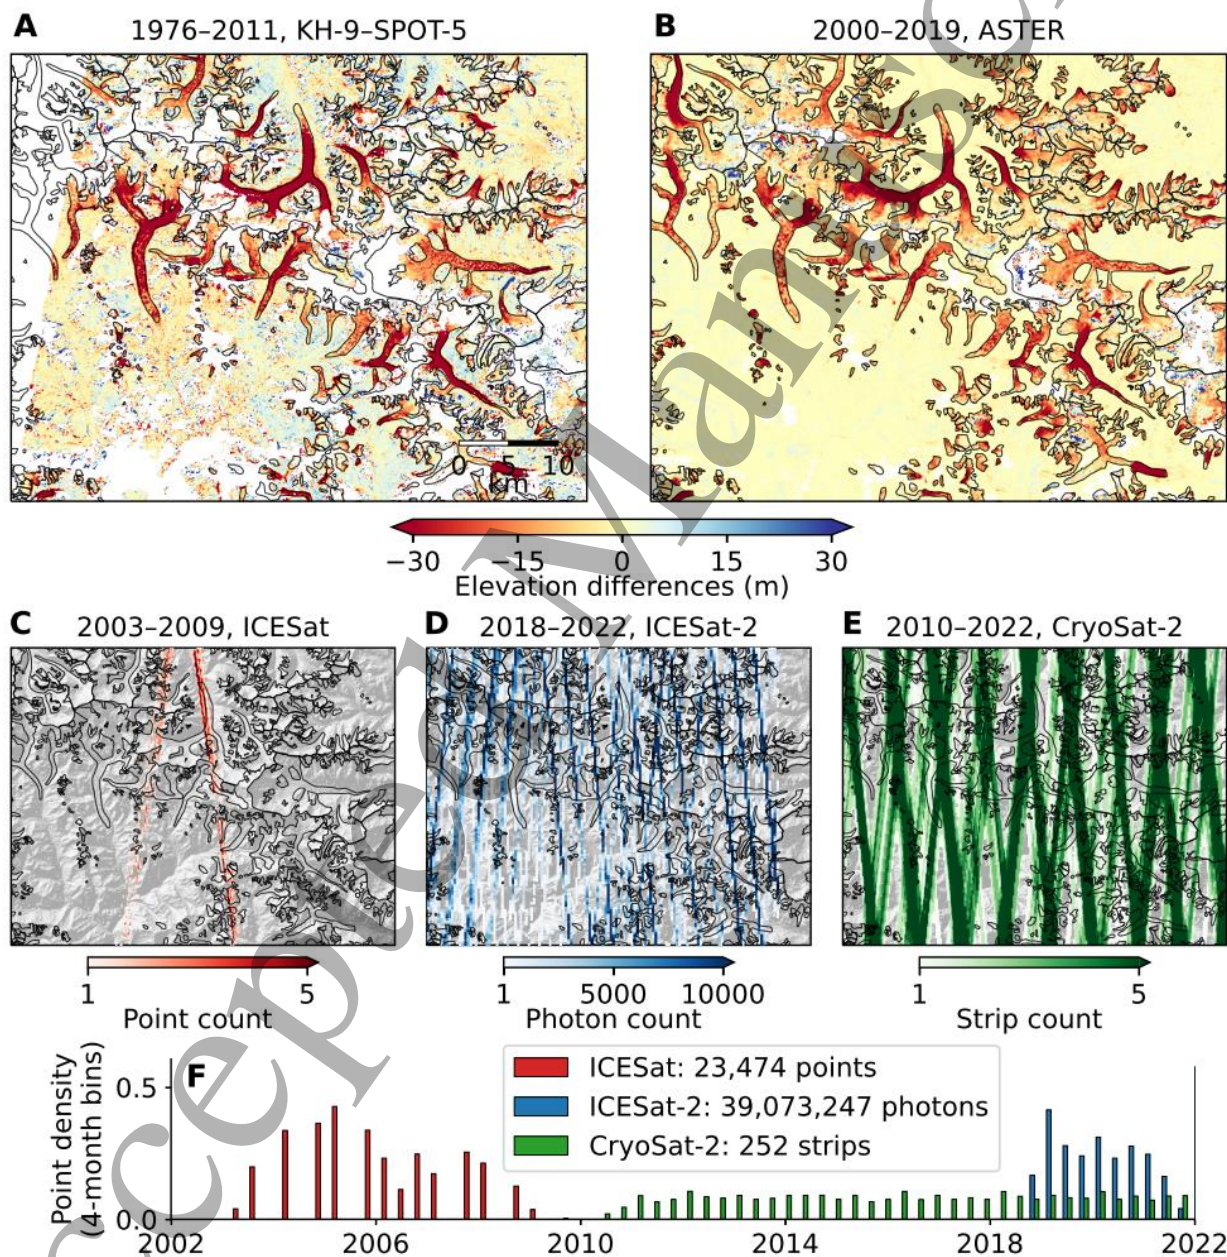 A 1976–2011, KH-9–SPOT-5
B 2000–2019, ASTER
0 5 10
km
−30 −15 0 15 30
Elevation differences (m)
C 2003–2009, ICESat
D 2018–2022, ICESat-2
E 2010–2022, CryoSat-2
1 5
Point count
1 5000 10000
Photon count
1 5
Strip count
F
Point density
(4-month bins)
0.5
0.0
ICESat: 23,474 points
ICESat-2: 39,073,247 photons
CryoSat-2: 252 strips
2002 2006 2010 2014 2018 2022